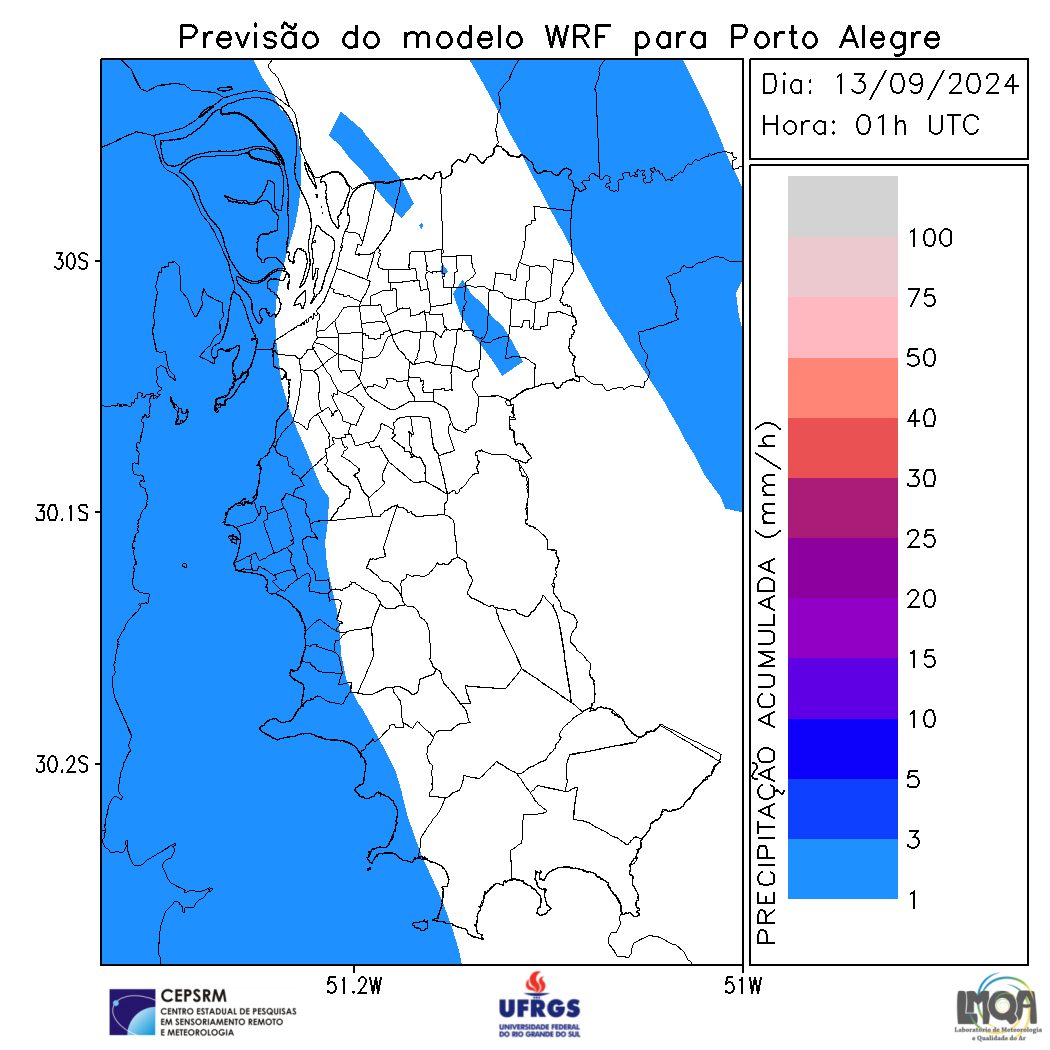 Previsão do modelo WRF para Porto Alegre
Dia: 13/09/2024
Hora: 01h UTC
30S
30.1S
30.2S
51.2W
51W
PRECIPITAÇÃO ACUMULADA (mm/h)
100
75
50
40
30
25
20
15
10
5
3
1
CEPSRM
CENTRO ESTADUAL DE PESQUISAS
EM SENSORIAMENTO REMOTO
E METEOROLOGIA
UFRGS
UNIVERSIDADE FEDERAL
DO RIO GRANDE DO SUL
LMQA
Laboratório de Meteorologia
e Qualidade do Ar